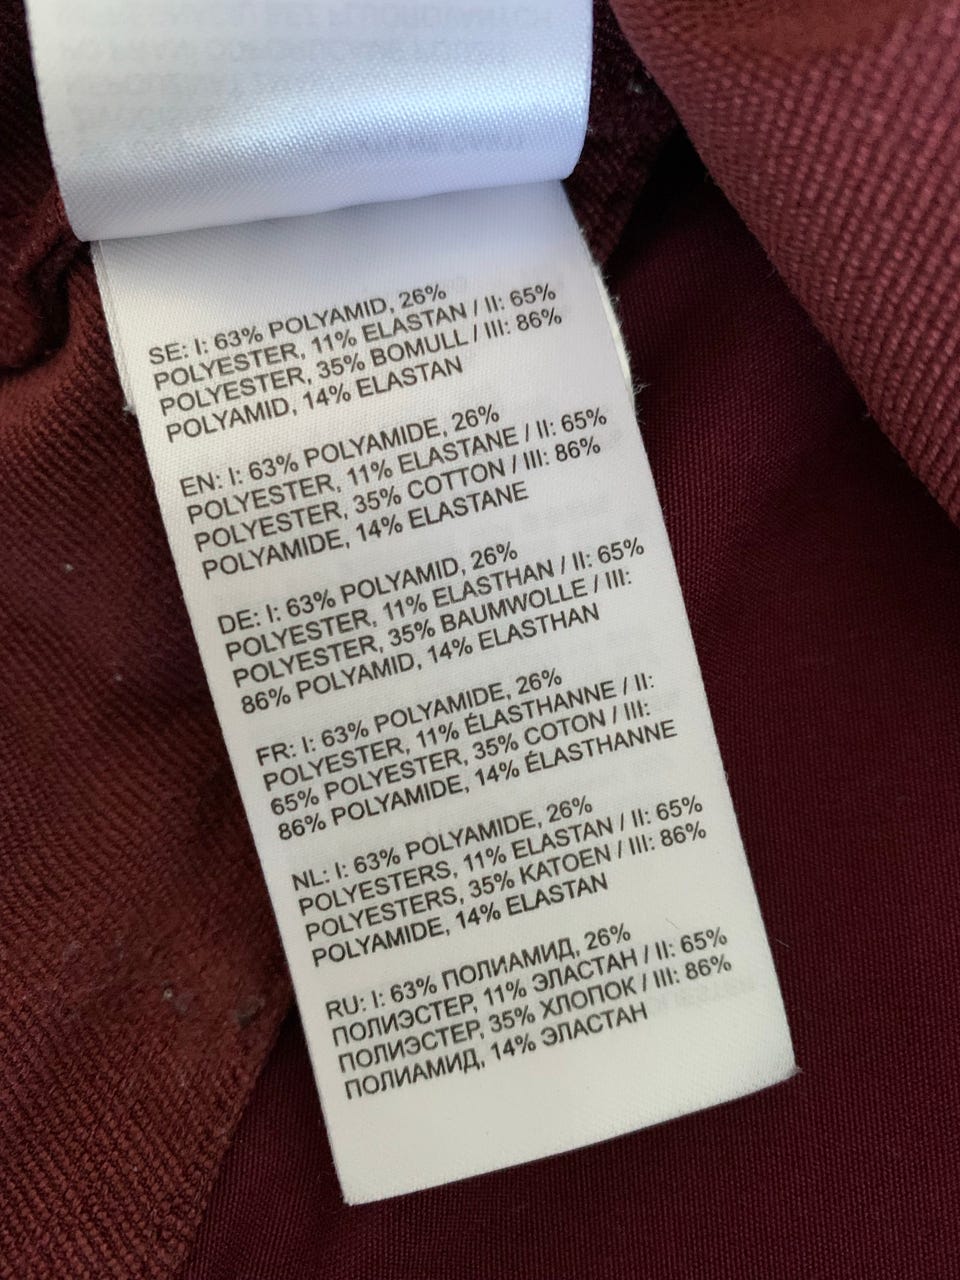 SE: I: 63% POLYAMID, 26%
POLYESTER, 11% ELASTAN / II: 65%
POLYESTER, 35% BOMULL / III: 86%
POLYAMID, 14% ELASTAN
EN: I: 63% POLYAMIDE, 26%
POLYESTER, 11% ELASTANE / II: 65%
POLYESTER, 35% COTTON / III: 86%
POLYAMIDE, 14% ELASTANE
DE: I: 63% POLYAMID, 26%
POLYESTER, 11% ELASTHAN / II: 65%
POLYESTER, 35% BAUMWOLLE / III:
86% POLYAMID, 14% ELASTHAN
FR: I: 63% POLYAMIDE, 26%
POLYESTER, 11% ÉLASTHANNE / II:
65% POLYESTER, 35% COTON / III:
86% POLYAMIDE, 14% ÉLASTHANNE
NL: I: 63% POLYAMIDE, 26%
POLYESTERS, 11% ELASTAN / II: 65%
POLYESTERS, 35% KATOEN / III: 86%
POLYAMIDE, 14% ELASTAN
RU: I: 63% ПОЛИАМИД, 26%
ПОЛИЭСТЕР, 11% ЭЛАСТАН / II: 65%
ПОЛИЭСТЕР, 35% ХЛОПОК / III: 86%
ПОЛИАМИД, 14% ЭЛАСТАН